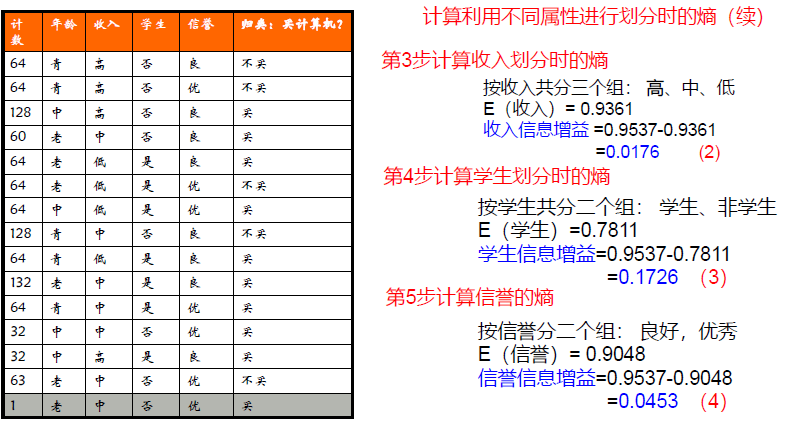 计数 年龄 收入 学生 信誉 归类：买计算机？
64 青 高 否 良 不买
64 青 高 否 优 不买
128 中 高 否 良 买
60 老 中 否 良 买
64 老 低 是 良 买
64 老 低 是 优 不买
64 中 低 是 优 买
128 青 中 否 良 不买
64 青 低 是 良 买
132 老 中 是 良 买
64 青 中 是 优 买
32 中 中 否 优 买
32 中 高 是 良 买
63 老 中 否 优 不买
1 老 中 否 优 买
计算利用不同属性进行划分时的熵（续）
第3步计算收入划分时的熵
按收入共分三个组： 高、中、低
E（收入）= 0.9361
收入信息增益 =0.9537-0.9361
=0.0176 (2)
第4步计算学生划分时的熵
按学生共分二个组： 学生、非学生
E（学生）=0.7811
学生信息增益=0.9537-0.7811
=0.1726 （3）
第5步计算信誉的熵
按信誉分二个组： 良好，优秀
E（信誉）= 0.9048
信誉信息增益=0.9537-0.9048
=0.0453 （4）